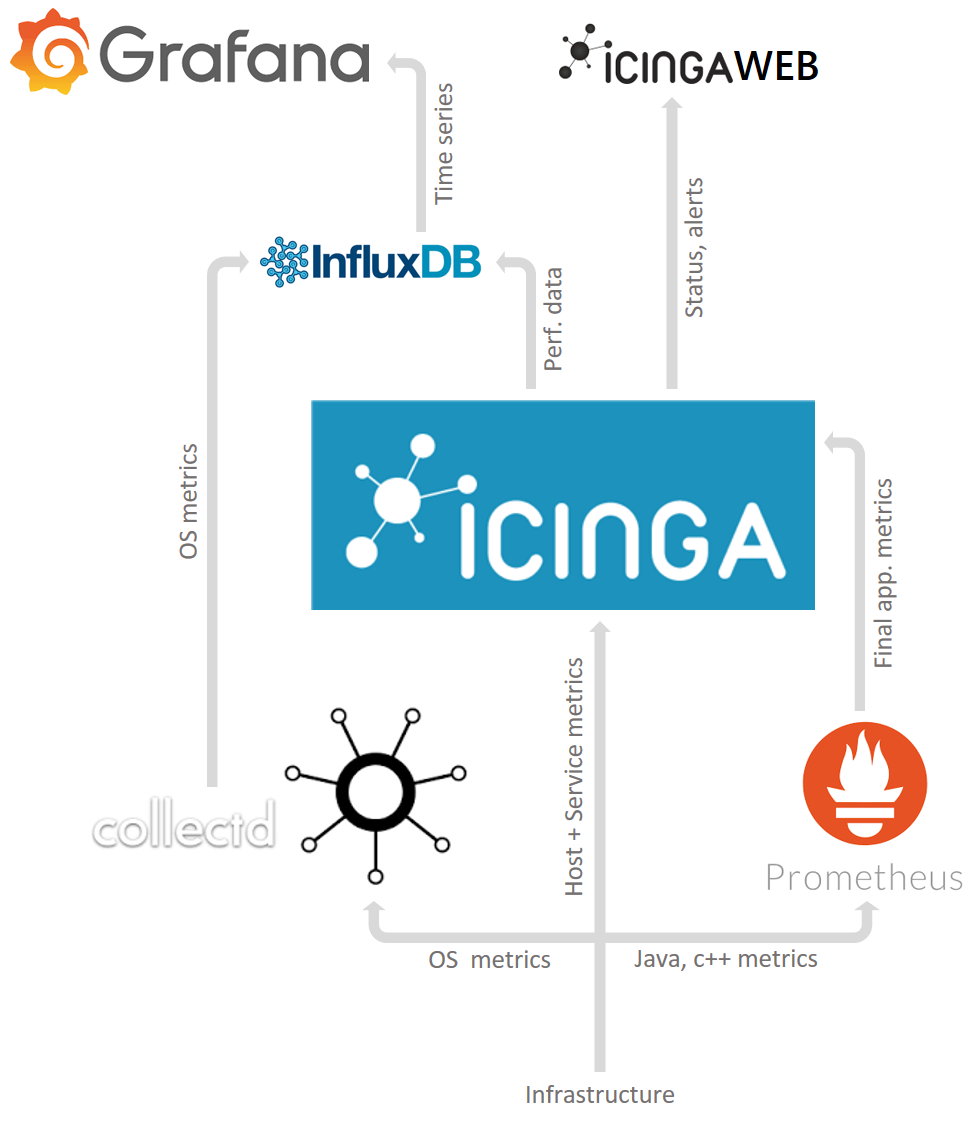 Grafana
ICINGAWEB
Time series
Status, alerts
InfluxDB
Perf. data
OS metrics
ICINGA
Final app. metrics
Host + Service metrics
collectd
Prometheus
OS  metrics
Java, c++ metrics
Infrastructure